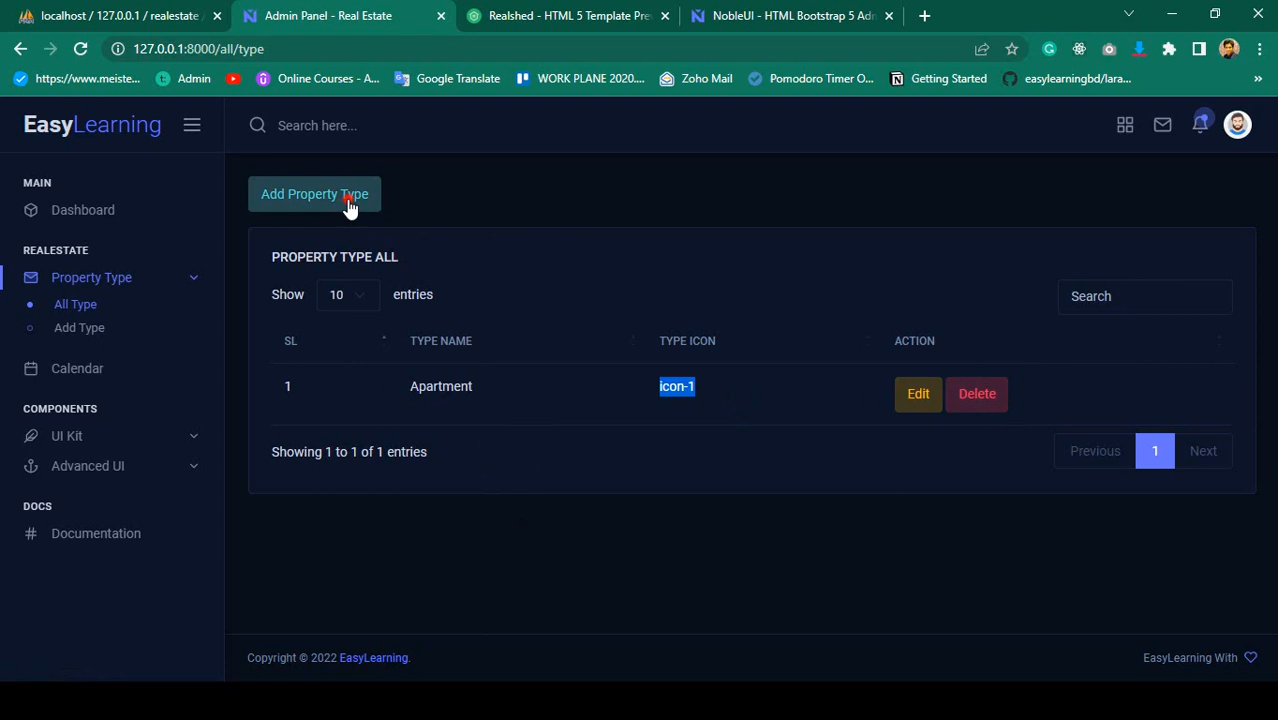 localhost / 127.0.0.1 / realestate
Admin Panel - Real Estate
Realshed - HTML 5 Template Pre
NobleUI - HTML Bootstrap 5 Adm
127.0.0.1:8000/all/type
https://www.meiste...
Admin
Online Courses - A...
Google Translate
WORK PLANE 2020....
Zoho Mail
Pomodoro Timer O...
Getting Started
easylearningbd/lara...
EasyLearning
Search here...
MAIN
Dashboard
REALESTATE
Property Type
All Type
Add Type
Calendar
COMPONENTS
UI Kit
Advanced UI
DOCS
Documentation
Add Property Type
PROPERTY TYPE ALL
Show 10 entries
Search
SL TYPE NAME TYPE ICON ACTION
1 Apartment icon-1 Edit Delete
Showing 1 to 1 of 1 entries
Previous 1 Next
Copyright © 2022 EasyLearning.
EasyLearning With